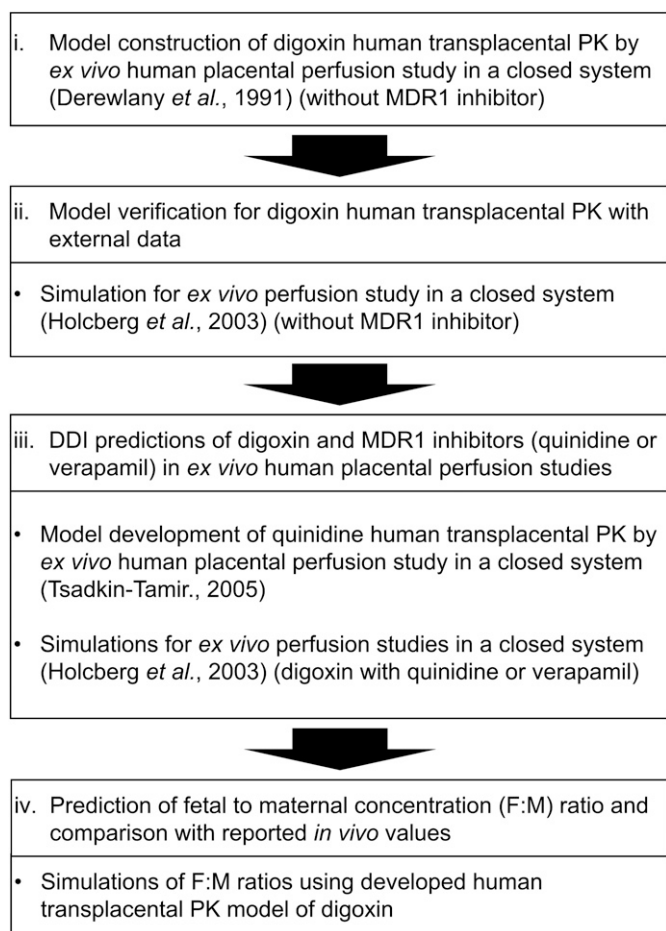 i. Model construction of digoxin human transplacental PK by
ex vivo human placental perfusion study in a closed system
(Derewlany et al., 1991) (without MDR1 inhibitor)
ii. Model verification for digoxin human transplacental PK with
external data
• Simulation for ex vivo perfusion study in a closed system
(Holcberg et al., 2003) (without MDR1 inhibitor)
iii. DDI predictions of digoxin and MDR1 inhibitors (quinidine or
verapamil) in ex vivo human placental perfusion studies
• Model development of quinidine human transplacental PK by
ex vivo human placental perfusion study in a closed system
(Tsadkin-Tamir., 2005)
• Simulations for ex vivo perfusion studies in a closed system
(Holcberg et al., 2003) (digoxin with quinidine or verapamil)
iv. Prediction of fetal to maternal concentration (F:M) ratio and
comparison with reported in vivo values
• Simulations of F:M ratios using developed human
transplacental PK model of digoxin